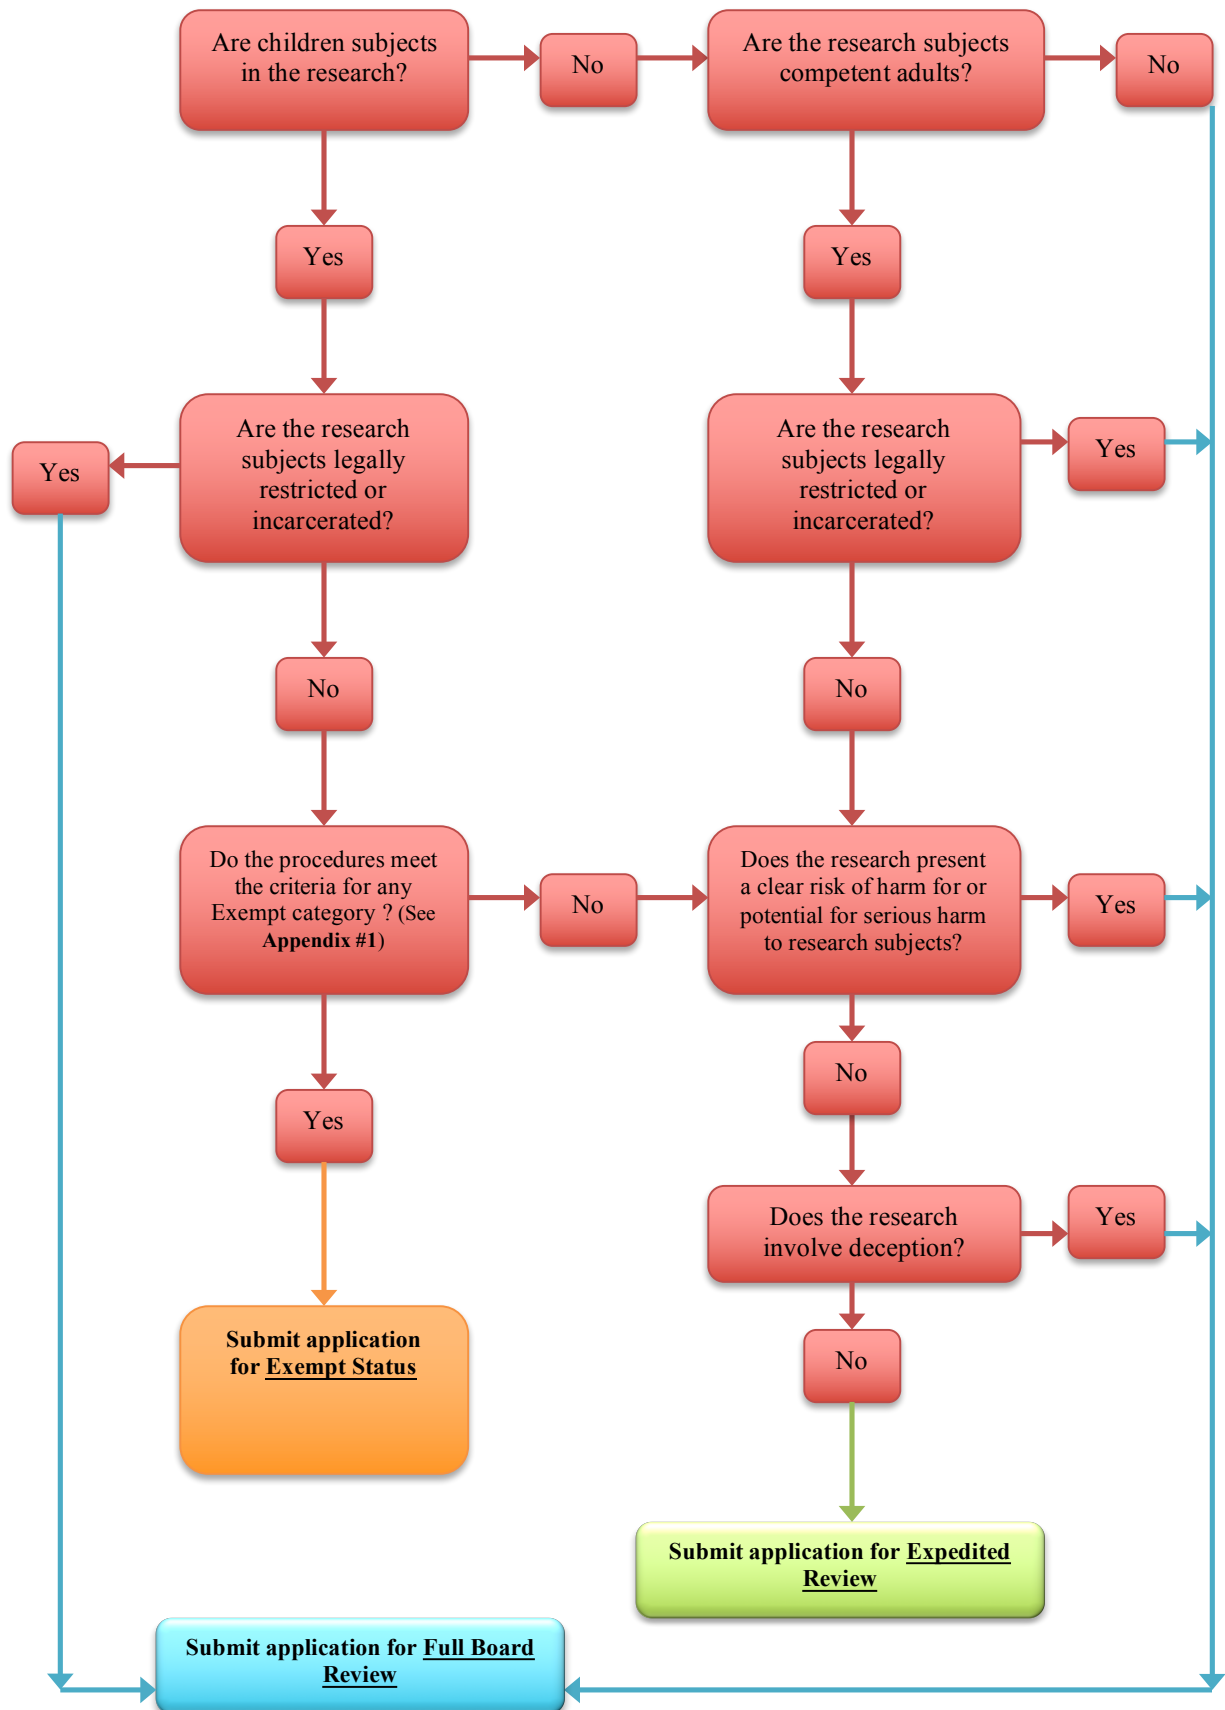 Are children subjects
in the research?
No
Are the research subjects
competent adults?
No
Yes
Yes
Yes
Are the research
subjects legally
restricted or
incarcerated?
Are the research
subjects legally
restricted or
incarcerated?
Yes
No
No
Do the procedures meet
the criteria for any
Exempt category ? (See
Appendix #1)
No
Does the research present
a clear risk of harm for or
potential for serious harm
to research subjects?
Yes
No
Yes
Does the research
involve deception?
Yes
Submit application
for Exempt Status
No
Submit application for Expedited
Review
Submit application for Full Board
Review